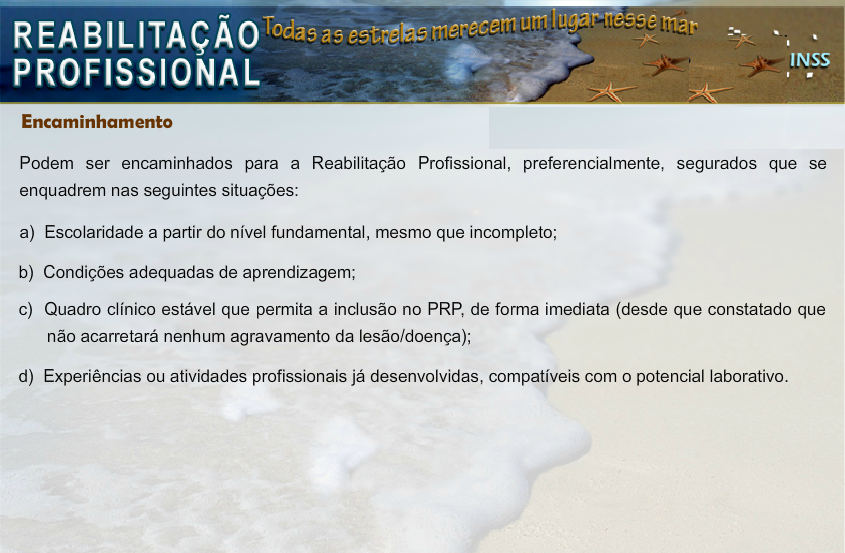 REABILITAÇÃO
PROFISSIONAL
Todas as estrelas merecem um lugar nesse mar
INSS
Encaminhamento
Podem ser encaminhados para a Reabilitação Profissional, preferencialmente, segurados que se
enquadrem nas seguintes situações:
a) Escolaridade a partir do nível fundamental, mesmo que incompleto;
b) Condições adequadas de aprendizagem;
c) Quadro clínico estável que permita a inclusão no PRP, de forma imediata (desde que constatado que
não acarretará nenhum agravamento da lesão/doença);
d) Experiências ou atividades profissionais já desenvolvidas, compatíveis com o potencial laborativo.